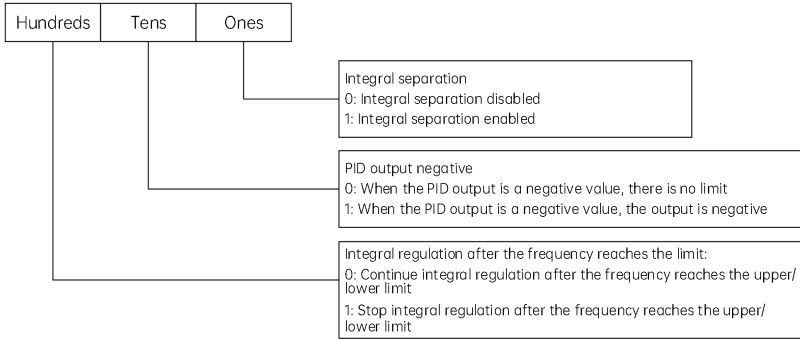 Hundreds Tens Ones
Integral separation
0: Integral separation disabled
1: Integral separation enabled
PID output negative
0: When the PID output is a negative value, there is no limit
1: When the PID output is a negative value, the output is negative
Integral regulation after the frequency reaches the limit:
0: Continue integral regulation after the frequency reaches the upper/
lower limit
1: Stop integral regulation after the frequency reaches the upper/
lower limit